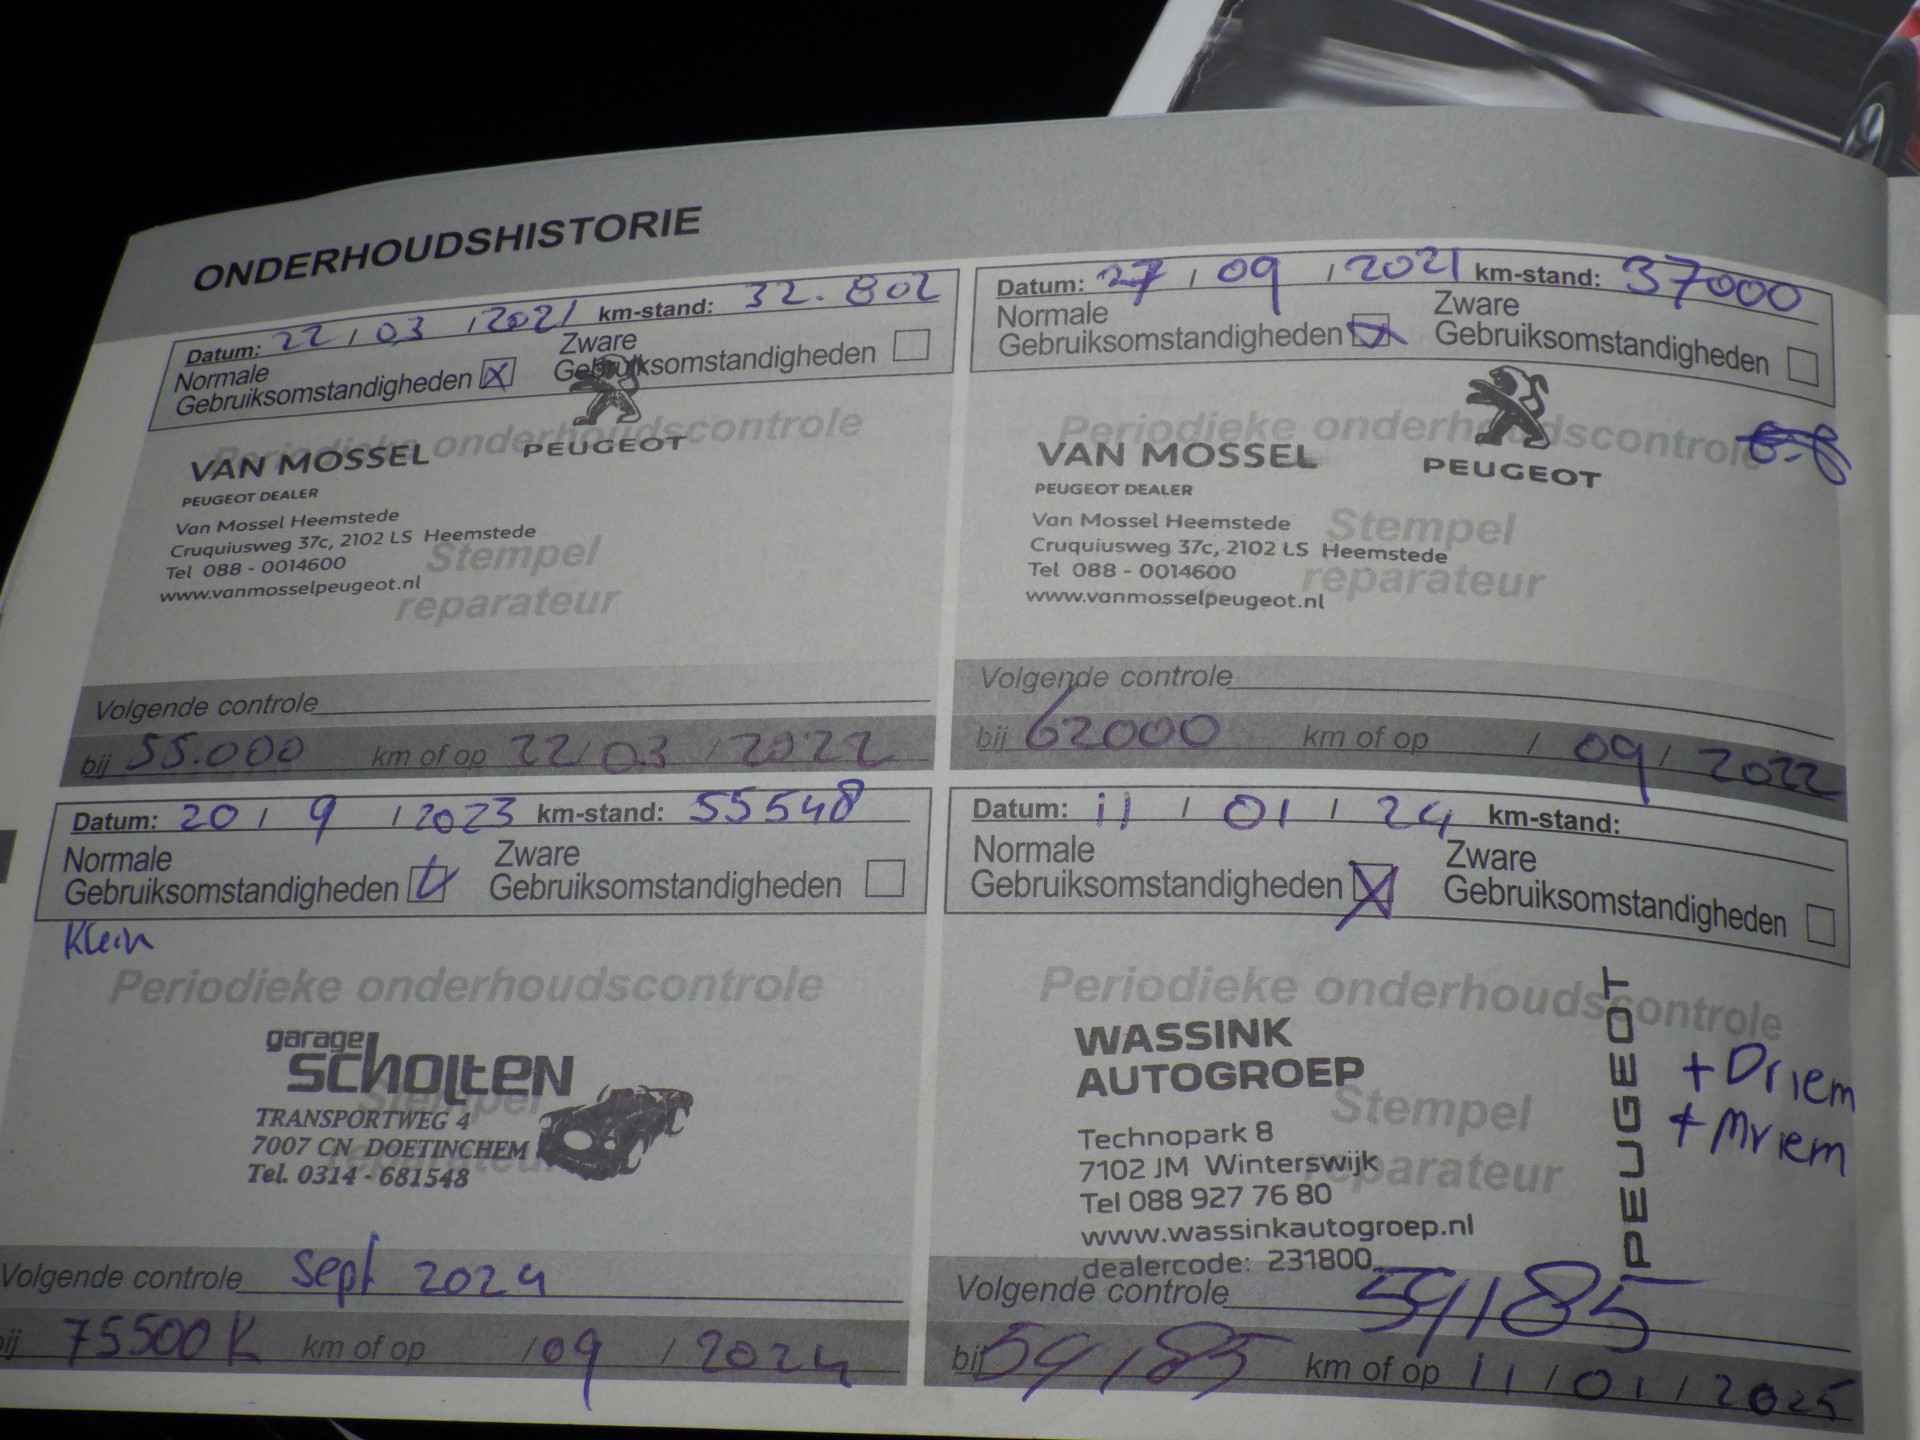 ONDERHOUDSHISTORIE
Datum: 22 / 03 / 2021 km-stand: 32.802
Normale
Gebruiksomstandigheden X
Zware
Gebruiksomstandigheden
Periodieke onderhoudscontrole
VAN MOSSEL
PEUGEOT
PEUGEOT DEALER
Van Mossel Heemstede
Cruquiusweg 37c, 2102 LS Heemstede
Tel 088 - 0014600
www.vanmosselpeugeot.nl
Stempel
reparateur
Volgende controle
bij 55.000 km of op 22 / 03 / 2022
Datum: 27 / 09 / 2021 km-stand: 37000
Normale
Gebruiksomstandigheden
Zware
Gebruiksomstandigheden
Periodieke onderhoudscontrole
VAN MOSSEL
PEUGEOT
PEUGEOT DEALER
Van Mossel Heemstede
Cruquiusweg 37c, 2102 LS Heemstede
Tel 088 - 0014600
www.vanmosselpeugeot.nl
Stempel
reparateur
Volgende controle
bij 62000 km of op / 09 / 2022
Datum: 20 / 9 / 2023 km-stand: 55548
Normale
Gebruiksomstandigheden
Zware
Gebruiksomstandigheden
Klein
Periodieke onderhoudscontrole
garage
scholten
TRANSPORTWEG 4
7007 CN DOETINCHEM
Tel. 0314 - 681548
Stempel
reparateur
Volgende controle Sept 2024
bij 75500 K km of op / 09 / 2024
Datum: 11 / 01 / 24 km-stand:
Normale
Gebruiksomstandigheden X
Zware
Gebruiksomstandigheden
Periodieke onderhoudscontrole
WASSINK
AUTOGROEP
PEUGEOT
+ Driem
+ Mriem
Technopark 8
7102 JM Winterswijk
Tel 088 927 76 80
www.wassinkautogroep.nl
dealercode: 231800
Stempel
reparateur
Volgende controle 59185
bij 59185 km of op 11 / 01 / 2025